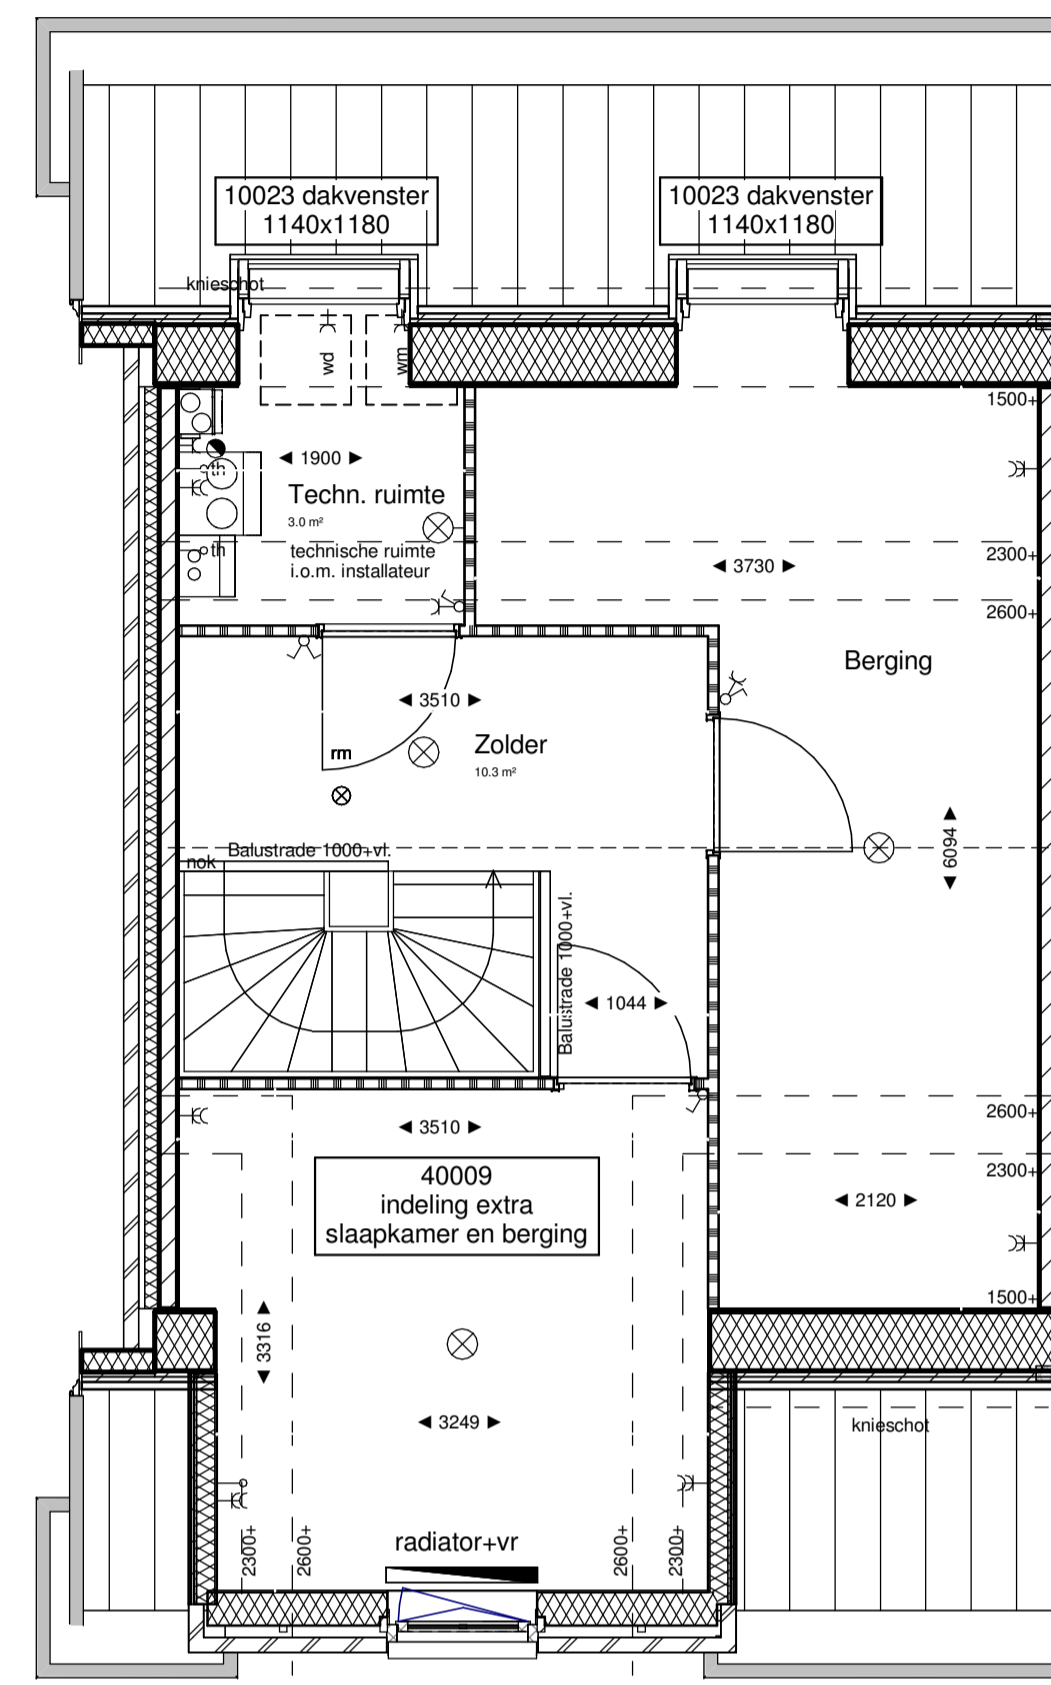 10023 dakvenster
1140x1180
10023 dakvenster
1140x1180
knieschot
wd
wm
1500+
th
1900
Techn. ruimte
3.0 m²
technische ruimte
i.o.m. installateur
th
2300+
3730
2600+
Berging
3510
rm
Zolder
10.3 m²
6094
nok
Balustrade 1000+vl.
Balustrade 1000+vl.
1044
3510
2600+
40009
indeling extra
slaapkamer en berging
2300+
2120
1500+
3316
3249
knieschot
radiator+vr
2300+
2600+
2600+
2300+